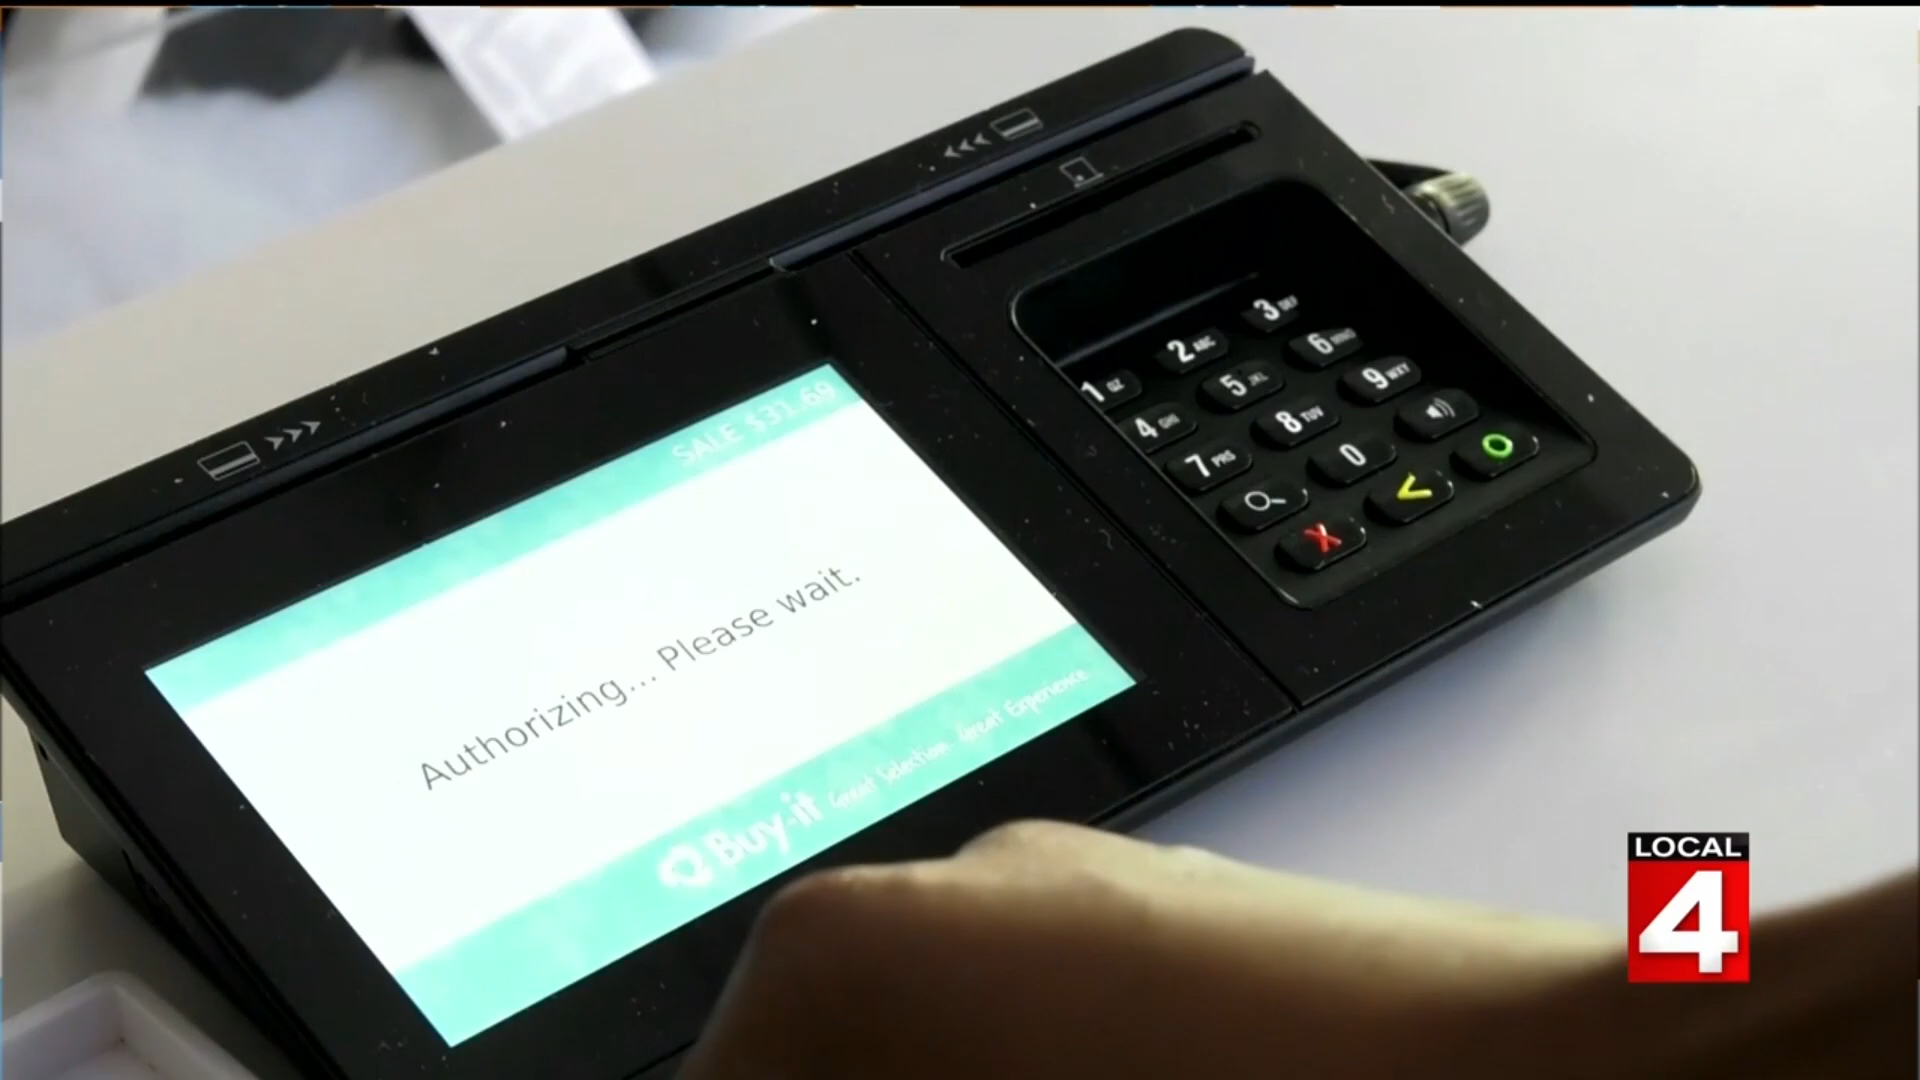 SALE $31.69
Authorizing... Please wait.
Buy-it Great Selection. Great Experience
1 QZ
2 ABC
3 DEF
4 GHI
5 JKL
6 MNO
7 PRS
8 TUV
9 WXY
0
X
<
O
LOCAL
4